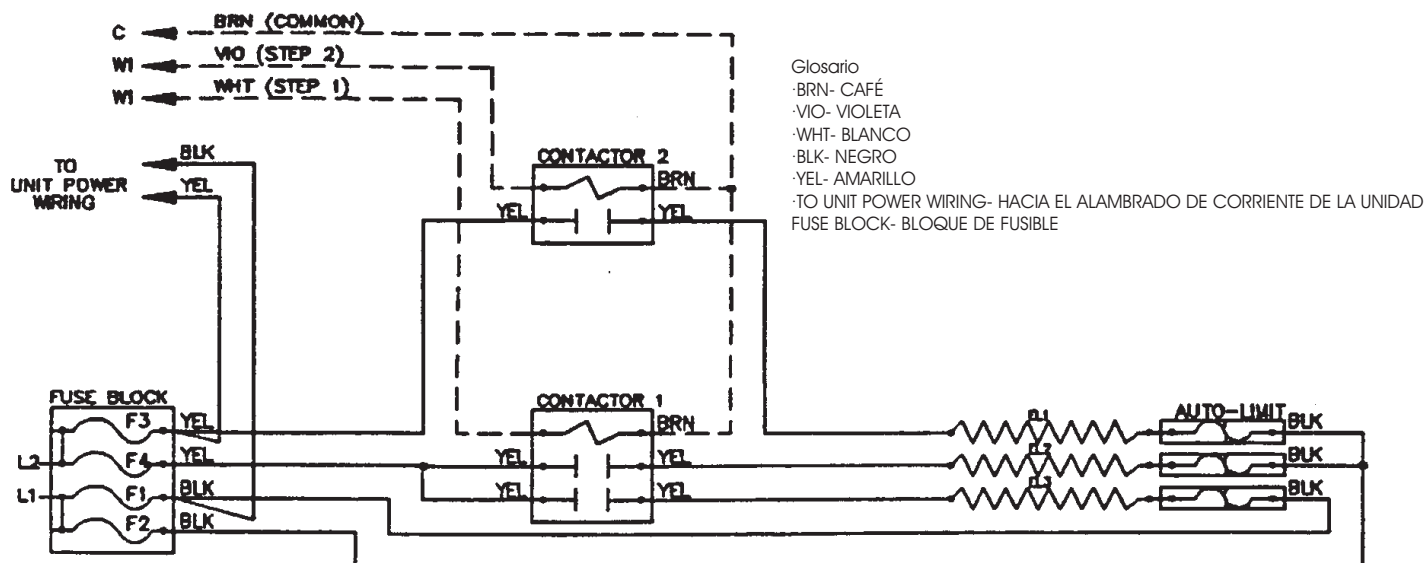 C BRN (COMMON)
W1 VIO (STEP 2)
W1 WHT (STEP 1)
Glosario
·BRN- CAFÉ
·VIO- VIOLETA
·WHT- BLANCO
·BLK- NEGRO
·YEL- AMARILLO
·TO UNIT POWER WIRING- HACIA EL ALAMBRADO DE CORRIENTE DE LA UNIDAD
FUSE BLOCK- BLOQUE DE FUSIBLE
TO
UNIT POWER
WIRING
BLK
YEL
CONTACTOR 2
BRN
YEL YEL
FUSE BLOCK
CONTACTOR 1
AUTO-LIMIT
F3 YEL BRN EL1 BLK
L2 F4 YEL YEL YEL EL2 BLK
L1 F1 BLK YEL YEL EL3 BLK
F2 BLK